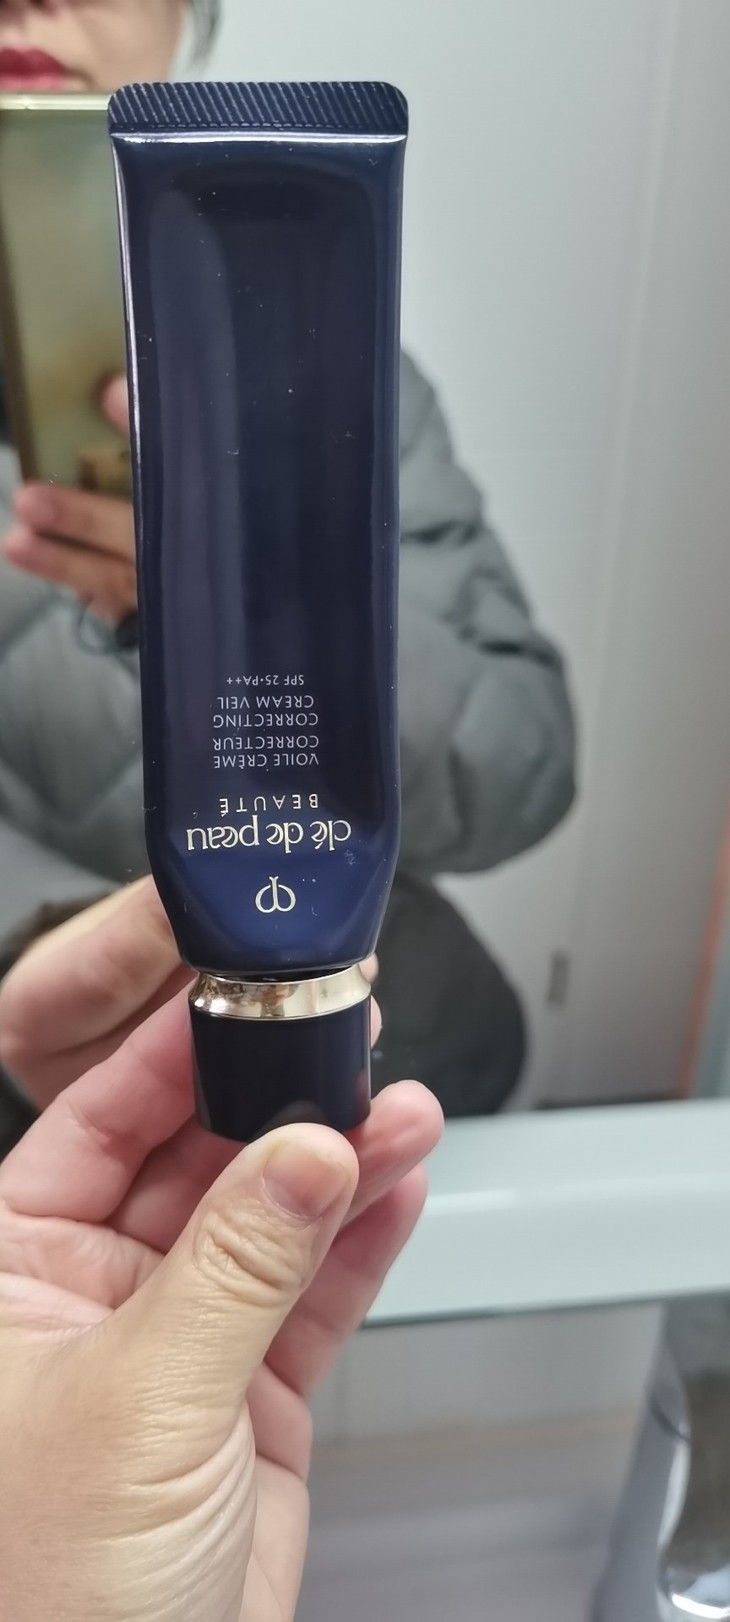 clé de peau
BEAUTÉ
VOILE CRÈME
CORRECTEUR
CORRECTING
CREAM VEIL
SPF 25・PA++